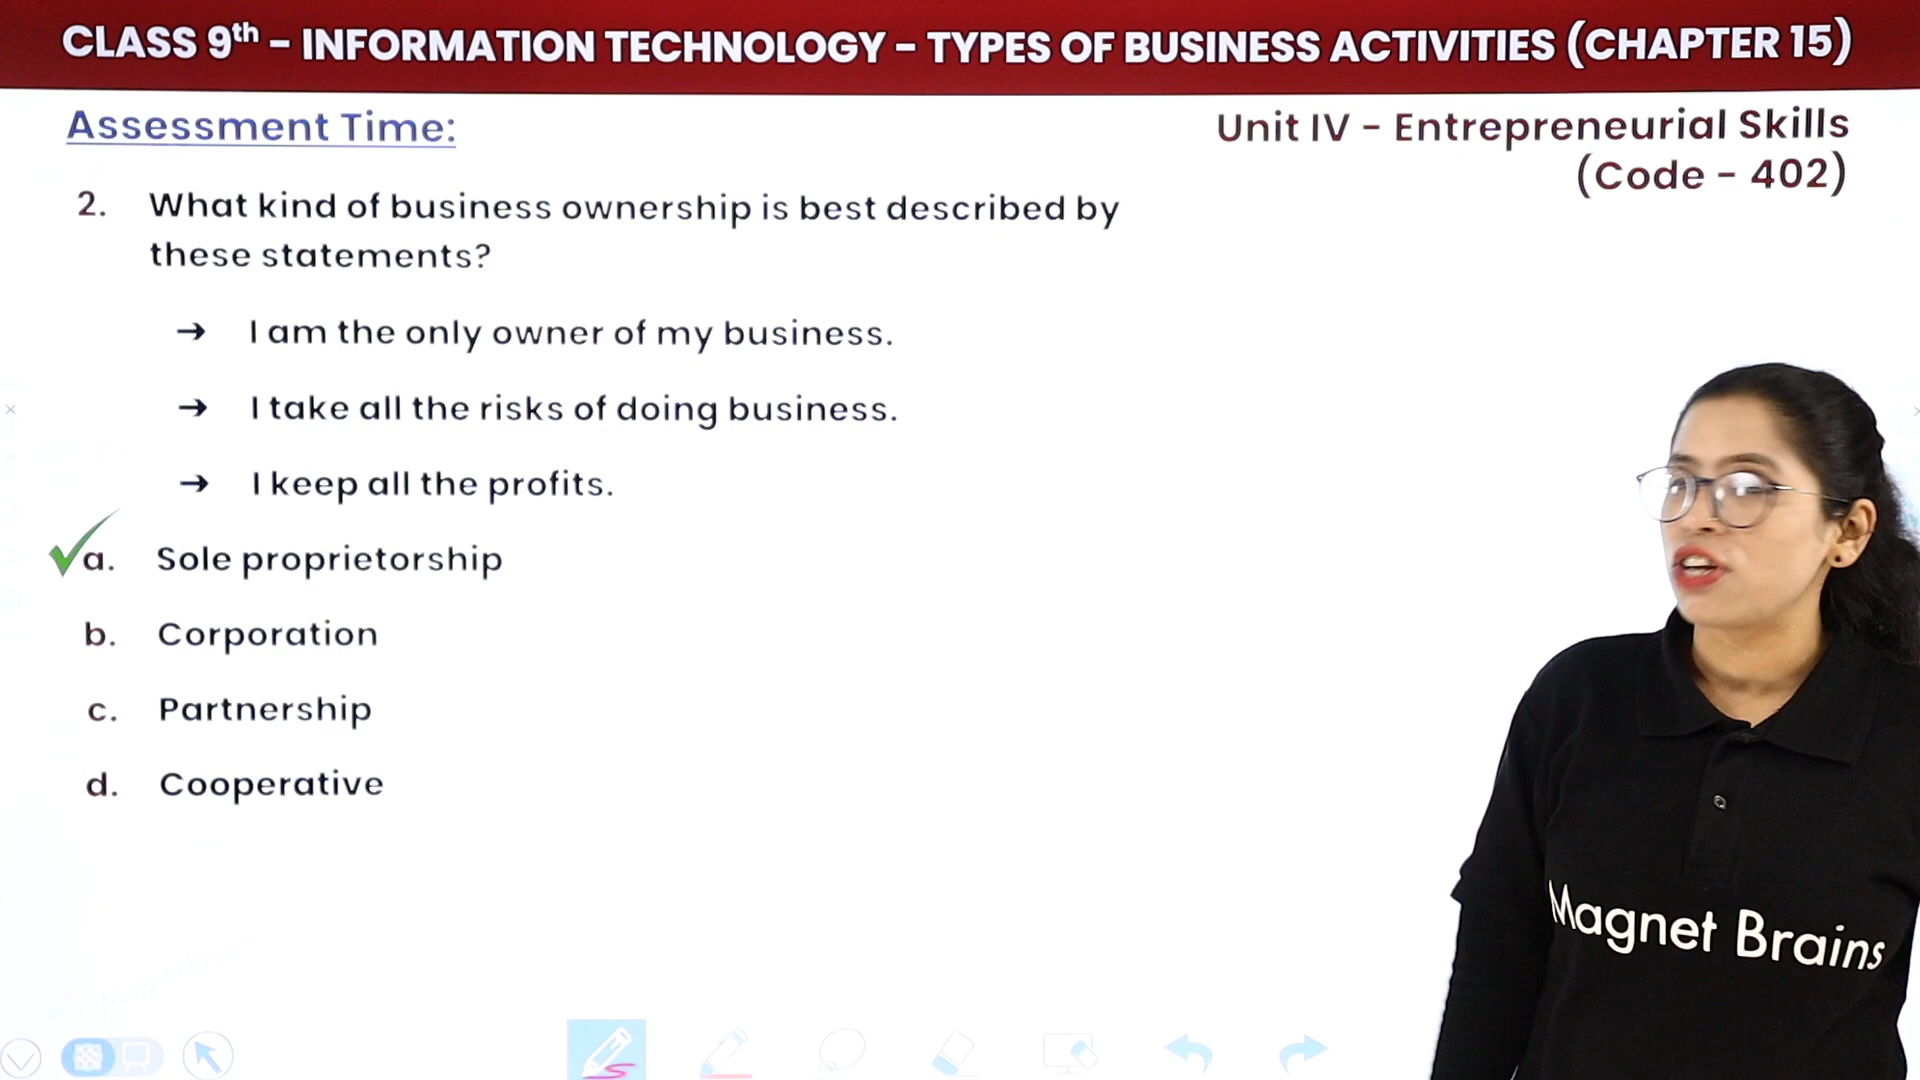 CLASS 9th – INFORMATION TECHNOLOGY – TYPES OF BUSINESS ACTIVITIES (CHAPTER 15)
Assessment Time:
Unit IV – Entrepreneurial Skills
(Code – 402)
2. What kind of business ownership is best described by
these statements?
→ I am the only owner of my business.
→ I take all the risks of doing business.
→ I keep all the profits.
a. Sole proprietorship
b. Corporation
c. Partnership
d. Cooperative
Magnet Brains